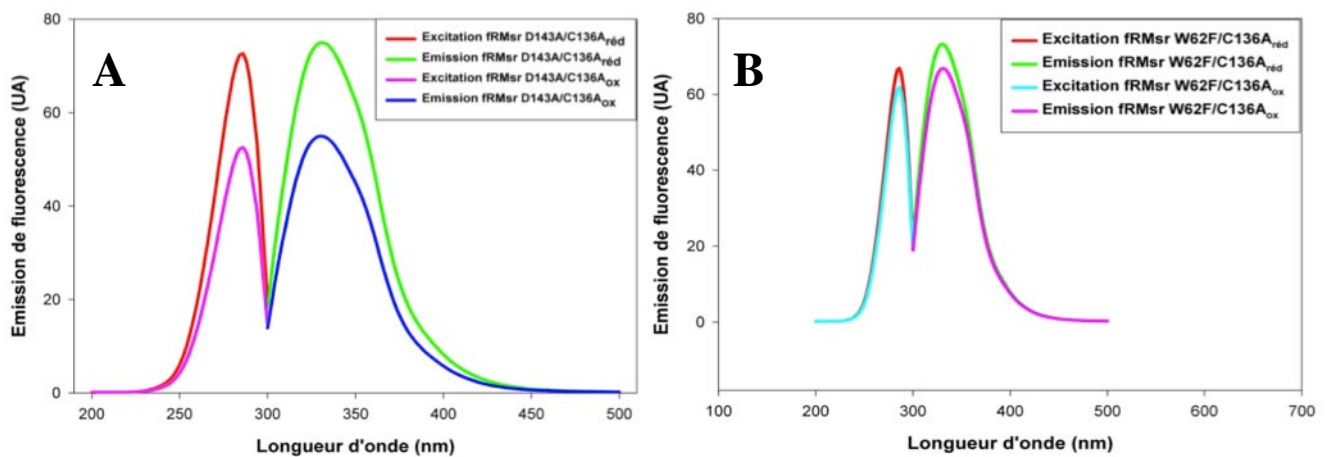 A
80
60
40
20
0
200
250
300
350
400
450
500
Emission de fluorescence (UA)
Longueur d'onde (nm)
Excitation fRMsr D143A/C136Aréd
Emission fRMsr D143A/C136Aréd
Excitation fRMsr D143A/C136Aox
Emission fRMsr D143A/C136Aox
B
80
60
40
20
0
100
200
300
400
500
600
700
Emission de fluorescence (UA)
Longueur d'onde (nm)
Excitation fRMsr W62F/C136Aréd
Emission fRMsr W62F/C136Aréd
Excitation fRMsr W62F/C136Aox
Emission fRMsr W62F/C136Aox